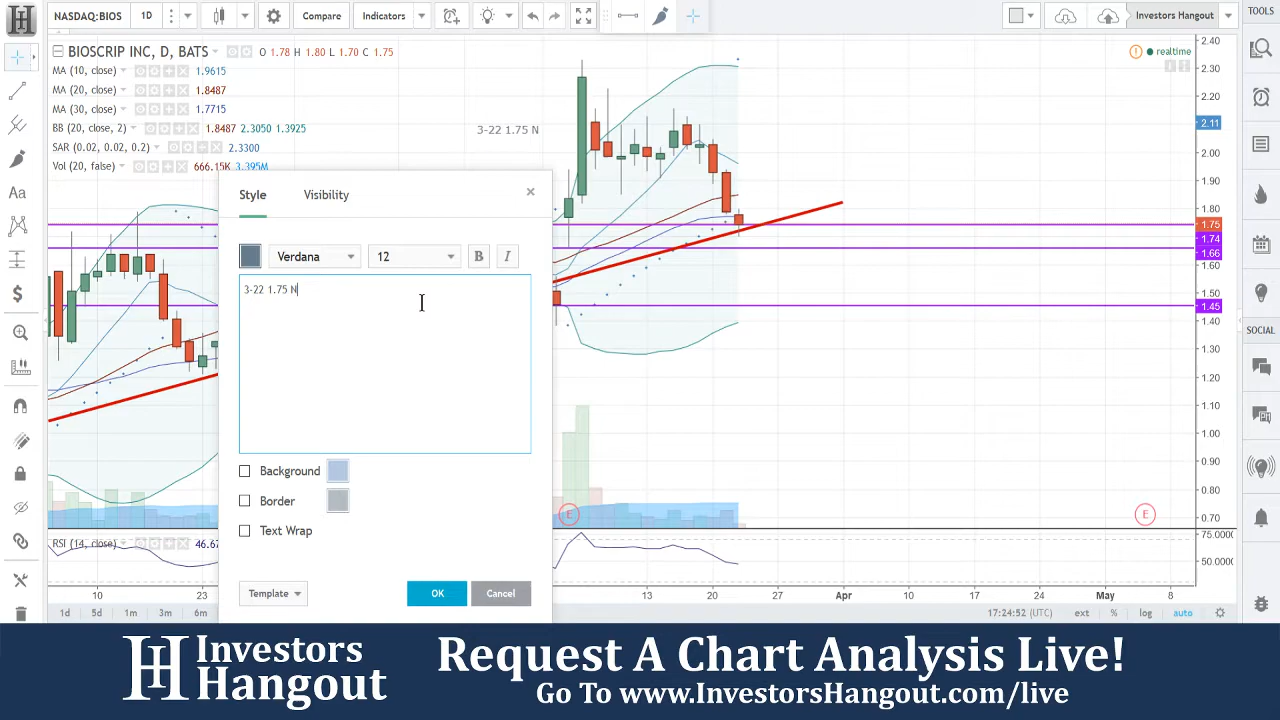 NASDAQ:BIOS
1D
Compare
Indicators
Investors Hangout
TOOLS
BIOSCRIP INC, D, BATS
O 1.78 H 1.80 L 1.70 C 1.75
realtime
MA (10, close) 1.9615
MA (20, close) 1.8487
MA (30, close) 1.7715
BB (20, close, 2) 1.8487 2.3050 1.3925
SAR (0.02, 0.02, 0.2) 2.3300
Vol (20, false) 666.15K 3.395M
3-22 1.75 N
Style
Visibility
×
Verdana
12
B
I
3-22 1.75 N
Background
Border
Text Wrap
Template
OK
Cancel
2.40
2.30
2.20
2.11
2.00
1.90
1.80
1.75
1.74
1.66
1.60
1.50
1.45
1.40
1.30
1.20
1.10
1.00
0.90
0.80
0.70
75.0000
50.0000
SOCIAL
E
E
RSI (14, close) 46.67
10
23
13
20
27
Apr
10
17
24
May
8
1d
5d
1m
3m
6m
17:24:52 (UTC)
ext
%
log
auto
Investors
Hangout
Request A Chart Analysis Live!
Go To www.InvestorsHangout.com/live